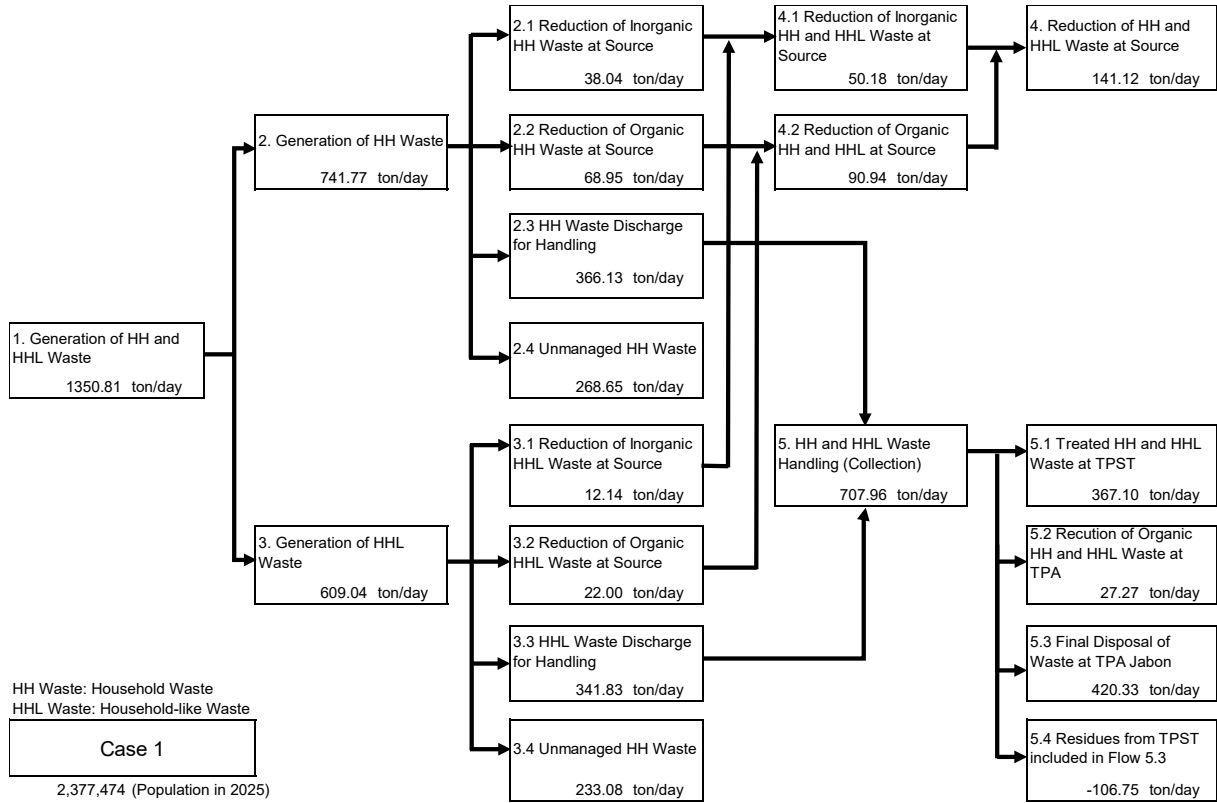 2.1 Reduction of Inorganic
HH Waste at Source
38.04 ton/day
4.1 Reduction of Inorganic
HH and HHL Waste at
Source
50.18 ton/day
4. Reduction of HH and
HHL Waste at Source
141.12 ton/day
2. Generation of HH Waste
741.77 ton/day
2.2 Reduction of Organic
HH Waste at Source
68.95 ton/day
4.2 Reduction of Organic
HH and HHL at Source
90.94 ton/day
2.3 HH Waste Discharge
for Handling
366.13 ton/day
1. Generation of HH and
HHL Waste
1350.81 ton/day
2.4 Unmanaged HH Waste
268.65 ton/day
3.1 Reduction of Inorganic
HHL Waste at Source
12.14 ton/day
5. HH and HHL Waste
Handling (Collection)
707.96 ton/day
5.1 Treated HH and HHL
Waste at TPST
367.10 ton/day
3. Generation of HHL
Waste
609.04 ton/day
3.2 Reduction of Organic
HHL Waste at Source
22.00 ton/day
5.2 Recution of Organic
HH and HHL Waste at
TPA
27.27 ton/day
3.3 HHL Waste Discharge
for Handling
341.83 ton/day
5.3 Final Disposal of
Waste at TPA Jabon
420.33 ton/day
HH Waste: Household Waste
HHL Waste: Household-like Waste
Case 1
2,377,474 (Population in 2025)
3.4 Unmanaged HH Waste
233.08 ton/day
5.4 Residues from TPST
included in Flow 5.3
-106.75 ton/day